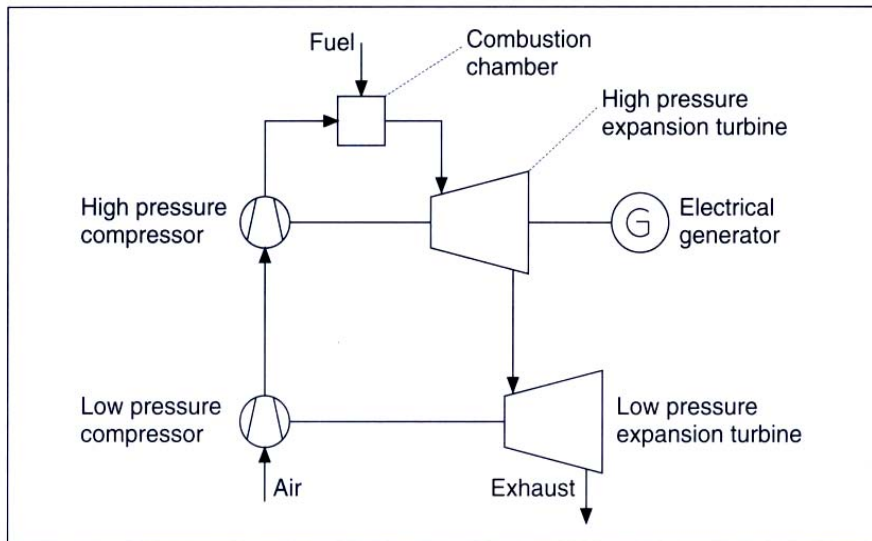 Fuel
Combustion
chamber
High pressure
expansion turbine
High pressure
compressor
G
Electrical
generator
Low pressure
compressor
Low pressure
expansion turbine
Air
Exhaust